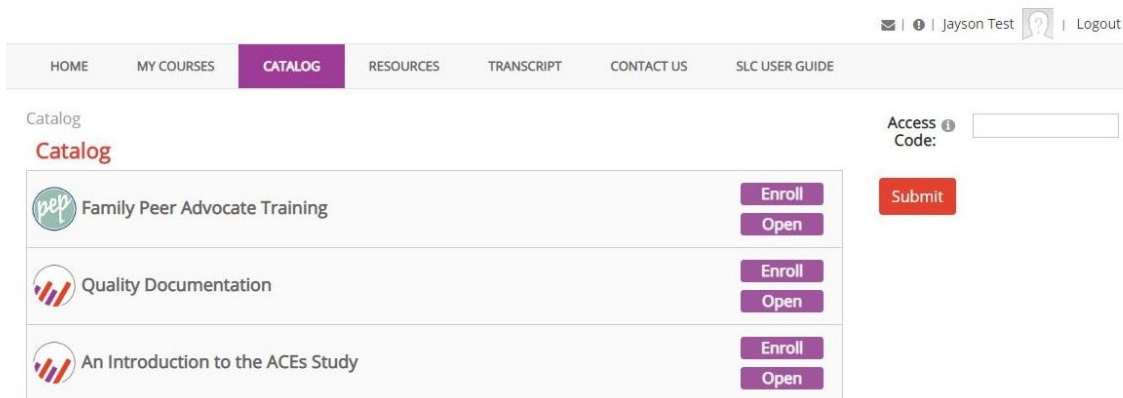 | | Jayson Test | Logout
HOME MY COURSES CATALOG RESOURCES TRANSCRIPT CONTACT US SLC USER GUIDE
Catalog
Catalog
pep Family Peer Advocate Training
Enroll
Open
Quality Documentation
Enroll
Open
An Introduction to the ACEs Study
Enroll
Open
Access Code:
Submit